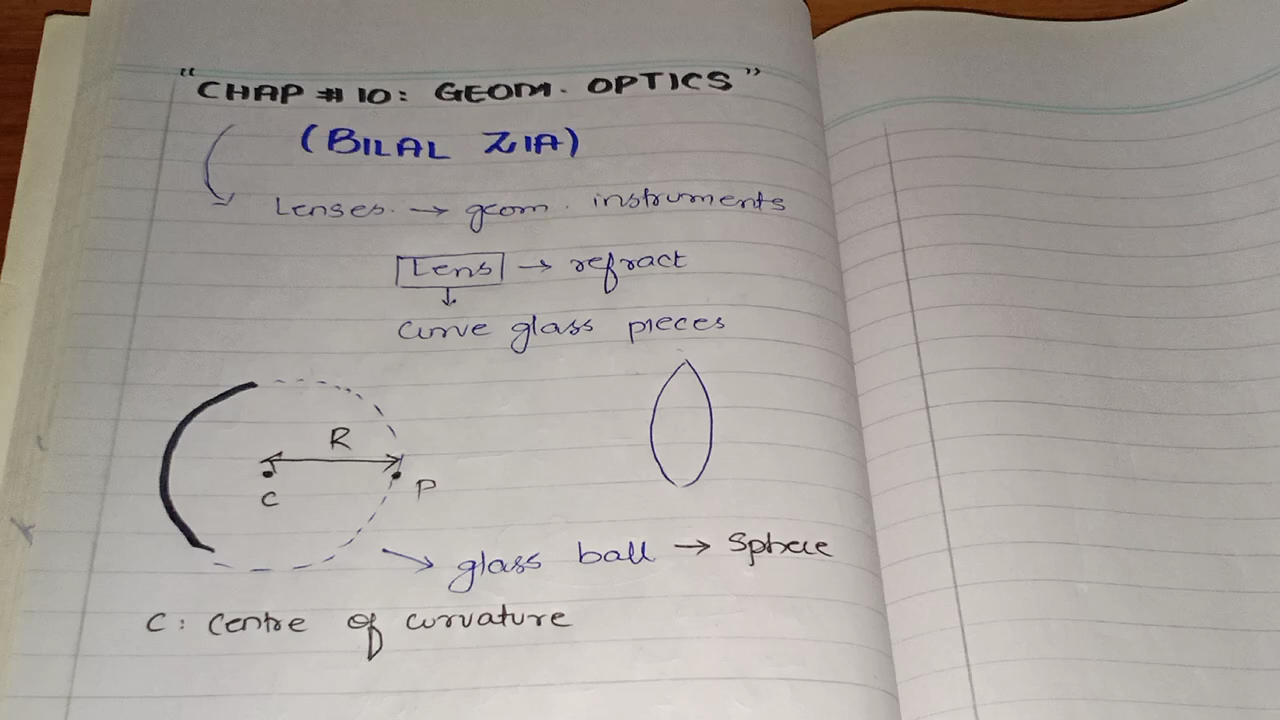 "CHAP # 10: GEOM. OPTICS"
(BILAL ZIA)
Lenses. → geom. instruments
Lens → refract
curve glass pieces
R
C
P
glass ball → sphere
C: Centre of curvature